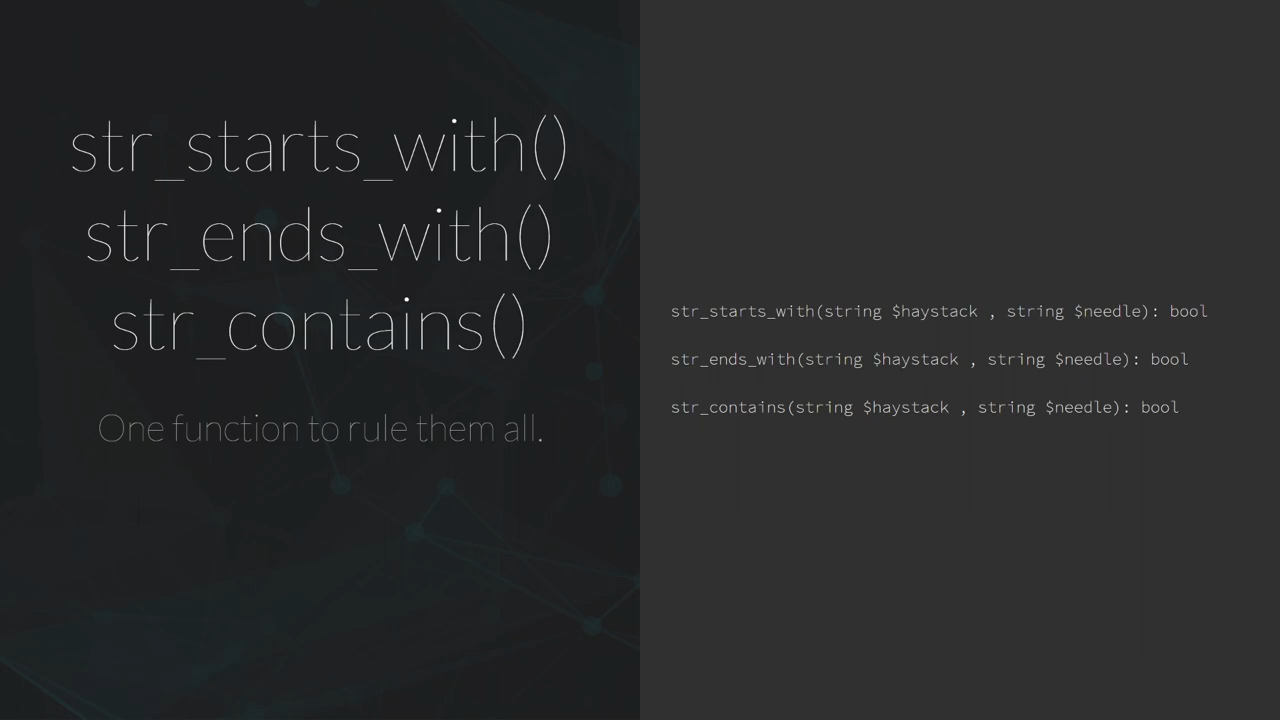 str_starts_with()
str_ends_with()
str_contains()
One function to rule them all.
str_starts_with(string $haystack , string $needle): bool
str_ends_with(string $haystack , string $needle): bool
str_contains(string $haystack , string $needle): bool